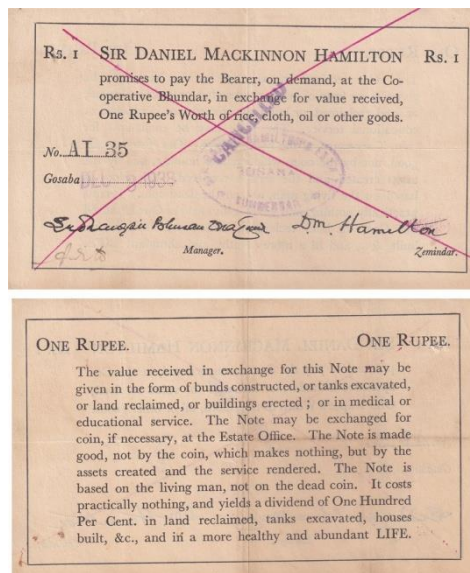 Rs. 1 SIR DANIEL MACKINNON HAMILTON Rs. 1
promises to pay the Bearer, on demand, at the Co-
operative Bhundar, in exchange for value received,
One Rupee's Worth of rice, cloth, oil or other goods.
CANCELLED
No. AI 35
Gosaba
D. M. Hamilton
Manager. Zemindar.
ONE RUPEE. ONE RUPEE.
The value received in exchange for this Note may be
given in the form of bunds constructed, or tanks excavated,
or land reclaimed, or buildings erected ; or in medical or
educational service. The Note may be exchanged for
coin, if necessary, at the Estate Office. The Note is made
good, not by the coin, which makes nothing, but by the
assets created and the service rendered. The Note is
based on the living man, not on the dead coin. It costs
practically nothing, and yields a dividend of One Hundred
Per Cent. in land reclaimed, tanks excavated, houses
built, &c., and in a more healthy and abundant LIFE.